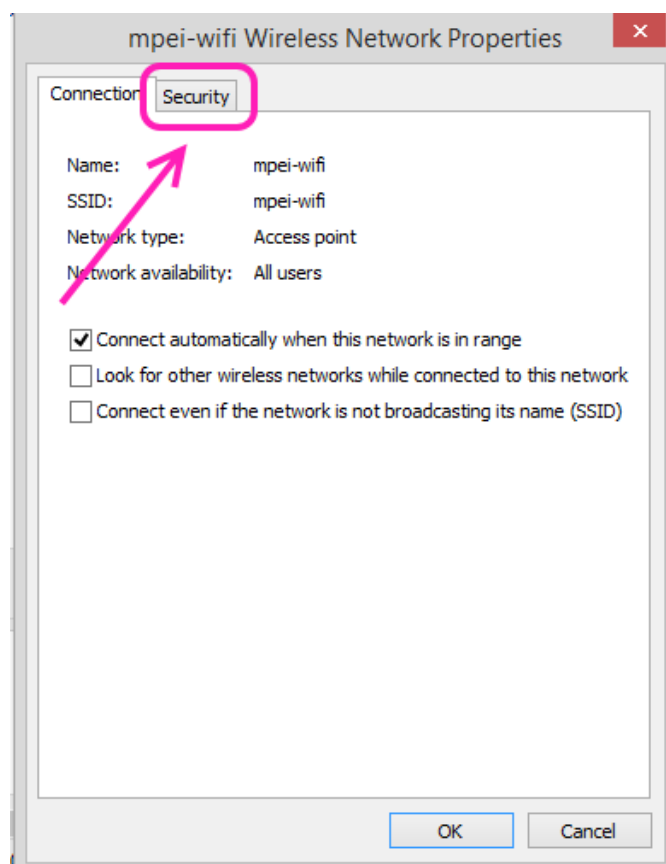 mpei-wifi Wireless Network Properties
Connection Security
Name: mpei-wifi
SSID: mpei-wifi
Network type: Access point
Network availability: All users
Connect automatically when this network is in range
Look for other wireless networks while connected to this network
Connect even if the network is not broadcasting its name (SSID)
OK Cancel